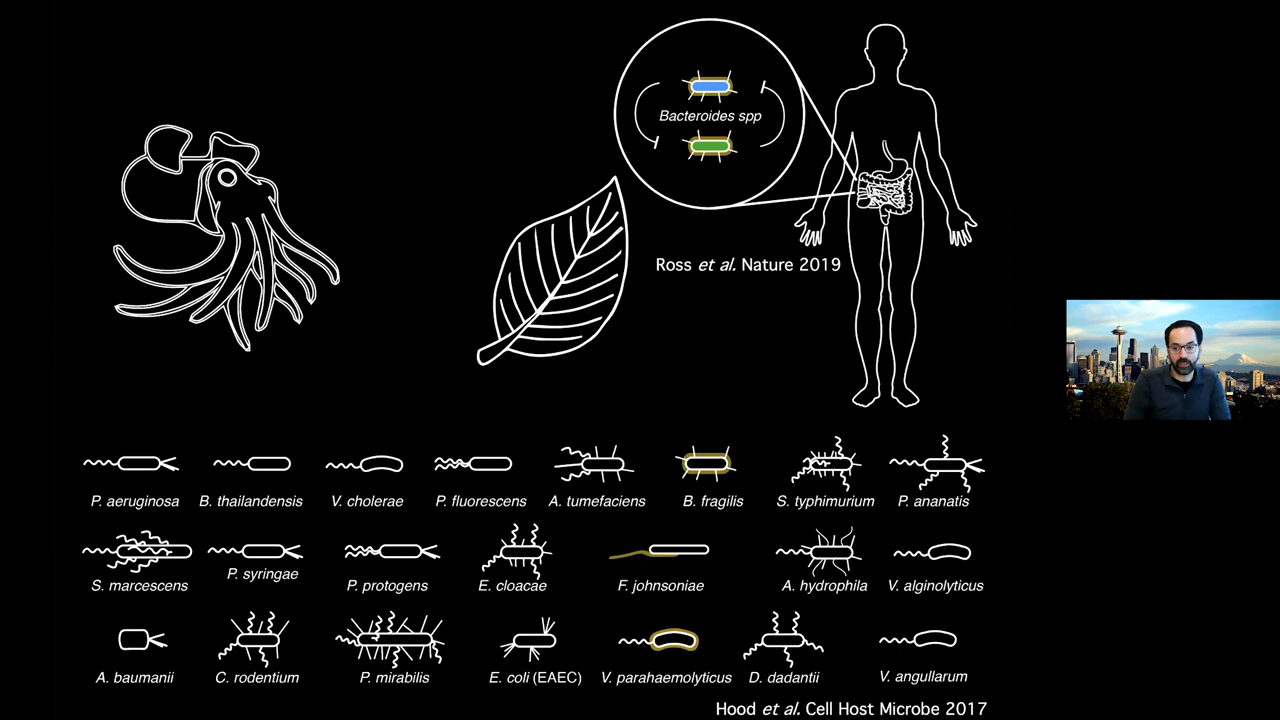 Bacteroides spp
Ross et al. Nature 2019
P. aeruginosa B. thailandensis V. cholerae P. fluorescens A. tumefaciens B. fragilis S. typhimurium P. ananatis
S. marcescens P. syringae P. protogens E. cloacae F. johnsoniae A. hydrophila V. alginolyticus
A. baumanii C. rodentium P. mirabilis E. coli (EAEC) V. parahaemolyticus D. dadantii V. angullarum
Hood et al. Cell Host Microbe 2017